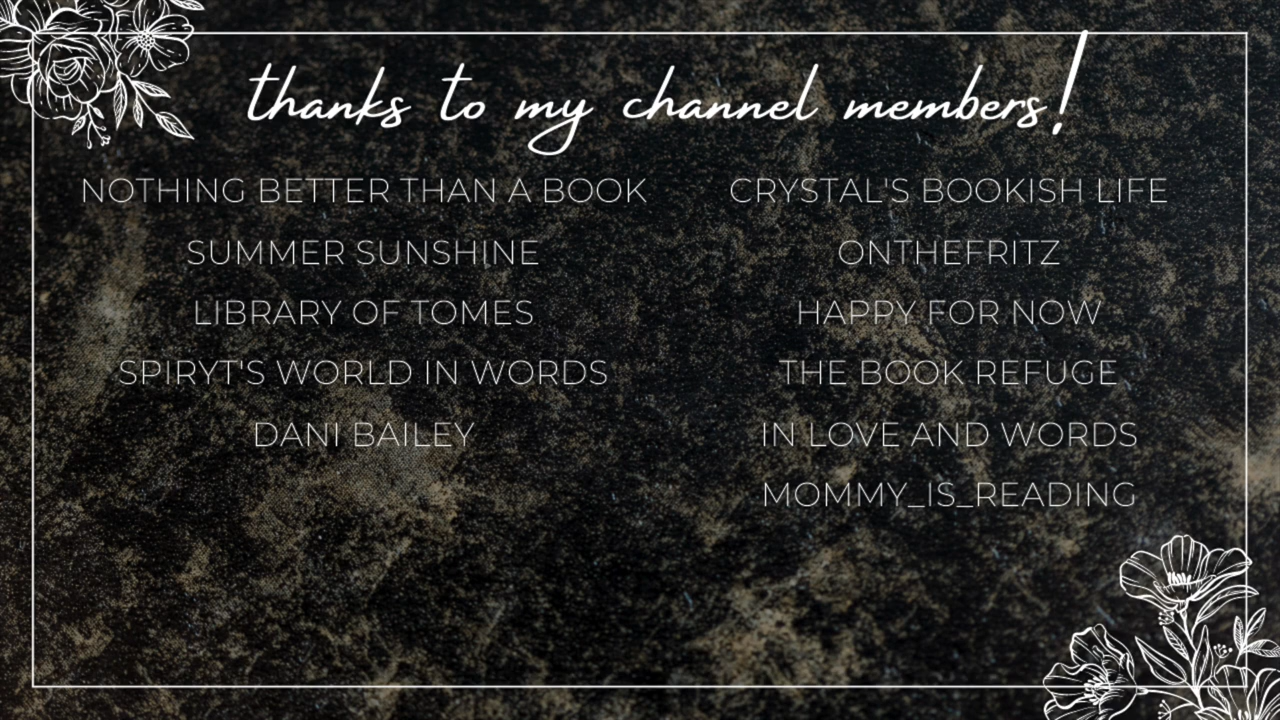 thanks to my channel members!
NOTHING BETTER THAN A BOOK
SUMMER SUNSHINE
LIBRARY OF TOMES
SPIRYT'S WORLD IN WORDS
DANI BAILEY
CRYSTAL'S BOOKISH LIFE
ONTHEFRITZ
HAPPY FOR NOW
THE BOOK REFUGE
IN LOVE AND WORDS
MOMMY_IS_READING